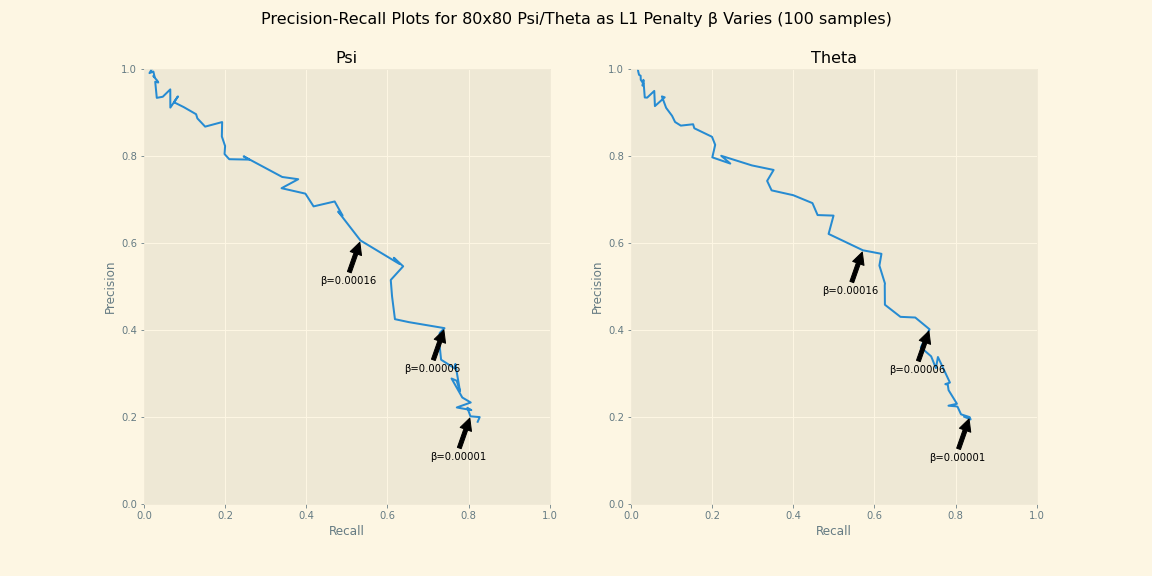 Precision-Recall Plots for 80x80 Psi/Theta as L1 Penalty β Varies (100 samples)
Psi
1.0
0.8
0.6
0.4
0.2
0.0
Precision
β=0.00016
β=0.00006
β=0.00001
0.0 0.2 0.4 0.6 0.8 1.0
Recall
Theta
1.0
0.8
0.6
0.4
0.2
0.0
Precision
β=0.00016
β=0.00006
β=0.00001
0.0 0.2 0.4 0.6 0.8 1.0
Recall